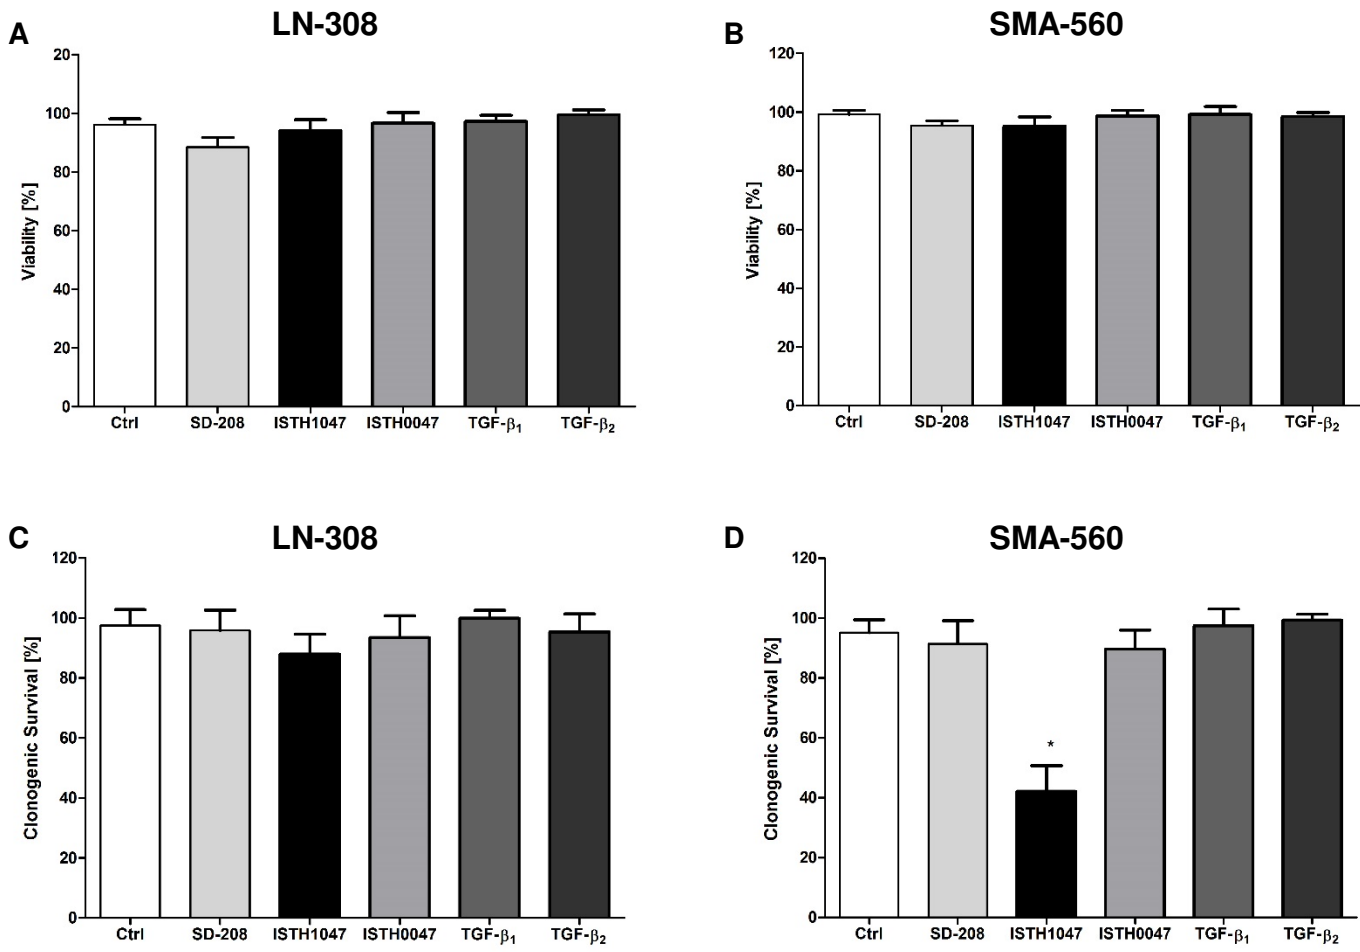 A
LN-308
20
100
80
60
40
20
0
Viability [%]
Ctrl SD-208 ISTH1047 ISTH0047 TGF-β₁ TGF-β₂
B
SMA-560
120
100
80
60
40
20
0
Viability [%]
Ctrl SD-208 ISTH1047 ISTH0047 TGF-β₁ TGF-β₂
C
LN-308
120
100
80
60
40
20
0
Clonogenic Survival [%]
Ctrl SD-208 ISTH1047 ISTH0047 TGF-β₁ TGF-β₂
D
SMA-560
120
100
80
60
40
20
0
Clonogenic Survival [%]
*
Ctrl SD-208 ISTH1047 ISTH0047 TGF-β₁ TGF-β₂